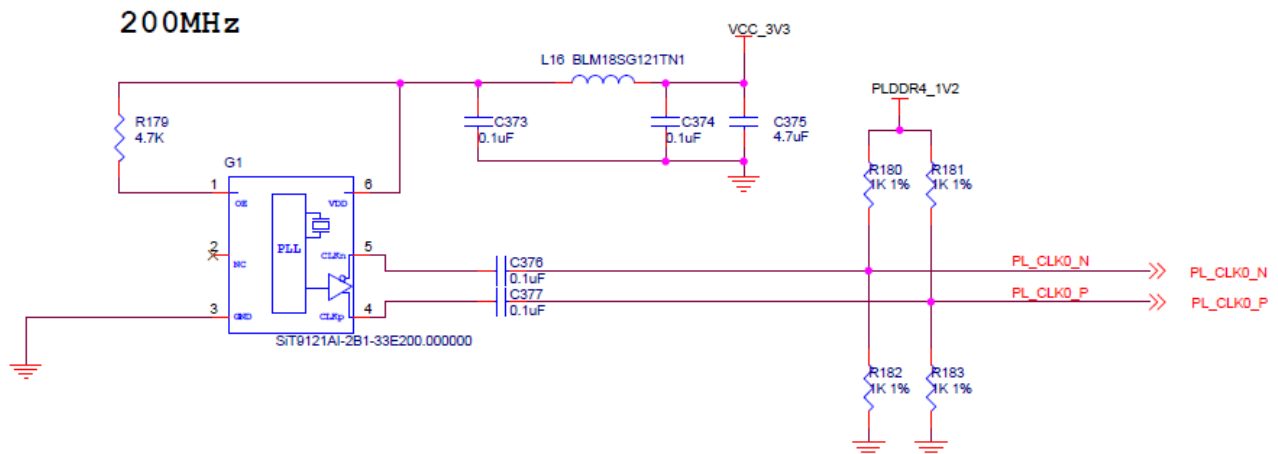 200MHz
VCC_3V3
L16 BLM18SG121TN1
PLDDR4_1V2
R179
4.7K
C373
0.1uF
C374
0.1uF
C375
4.7uF
G1
R180
1K 1%
R181
1K 1%
1
OE
6
VDD
PLL
2
NC
5
CLKn
C376
0.1uF
PL_CLK0_N
PL_CLK0_N
3
GND
4
CLKp
C377
0.1uF
PL_CLK0_P
PL_CLK0_P
SiT9121AI-2B1-33E200.000000
R182
1K 1%
R183
1K 1%